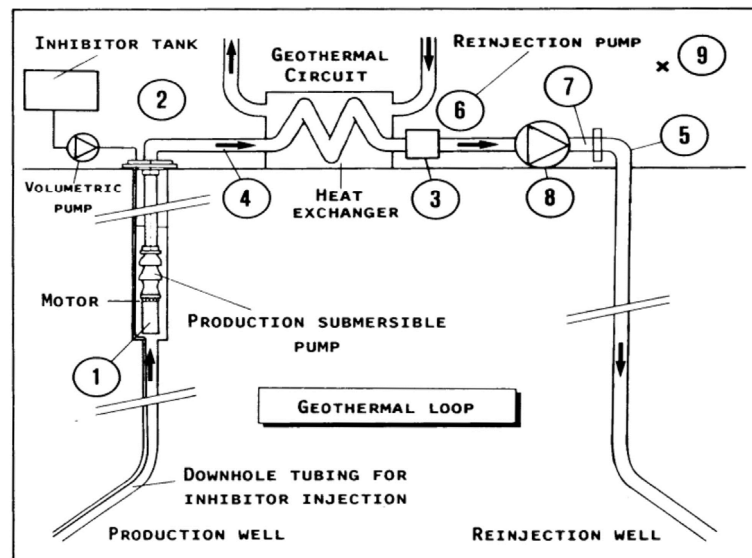 INHIBITOR TANK
GEOTHERMAL
CIRCUIT
REINJECTION PUMP
9
2
6
7
5
VOLUMETRIC
PUMP
4
HEAT
EXCHANGER
3
8
MOTOR
PRODUCTION SUBMERSIBLE
PUMP
1
GEOTHERMAL LOOP
DOWNHOLE TUBING FOR
INHIBITOR INJECTION
PRODUCTION WELL
REINJECTION WELL